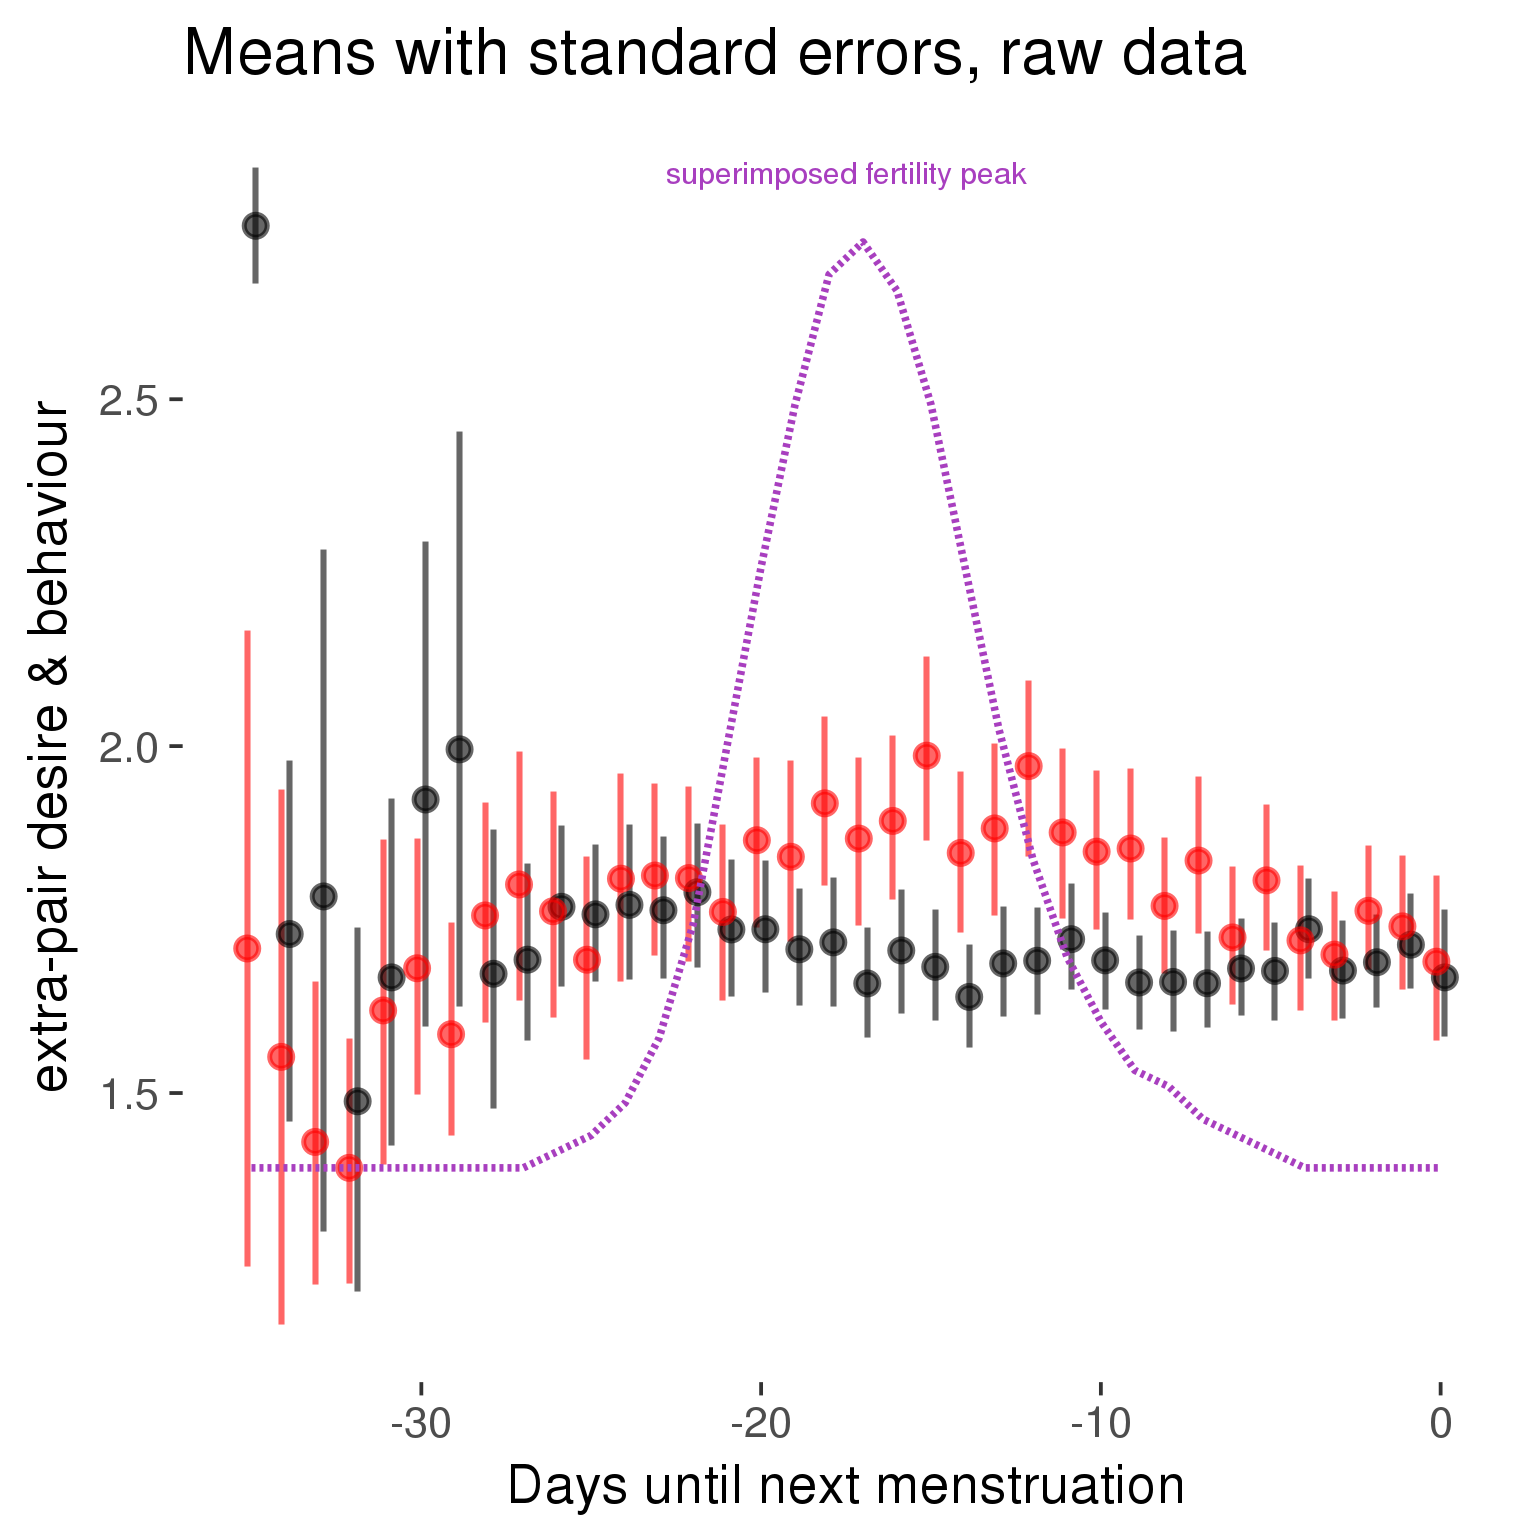 Means with standard errors, raw data
superimposed fertility peak
extra-pair desire & behaviour
2.5
2.0
1.5
-30
-20
-10
0
Days until next menstruation